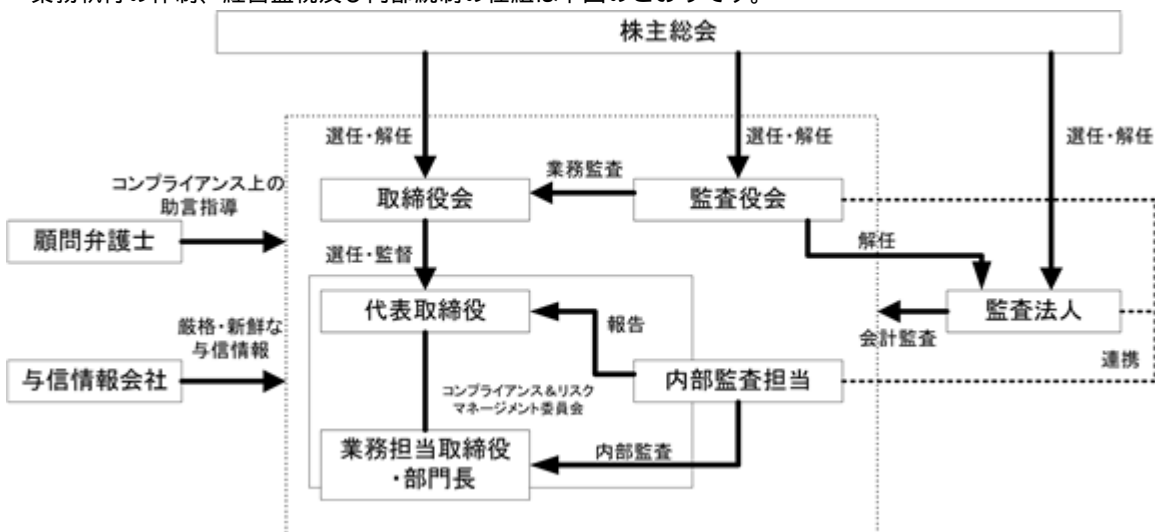 業務執行の体制、経営監視及び内部統制の仕組は下図のとおりです。
株主総会
選任・解任
選任・解任
選任・解任
コンプライアンス上の
助言指導
業務監査
取締役会
監査役会
顧問弁護士
選任・監督
解任
代表取締役
監査法人
報告
会計監査
厳格・新鮮な
与信情報
連携
与信情報会社
内部監査担当
コンプライアンス&リスク
マネージメント委員会
業務担当取締役
・部門長
内部監査